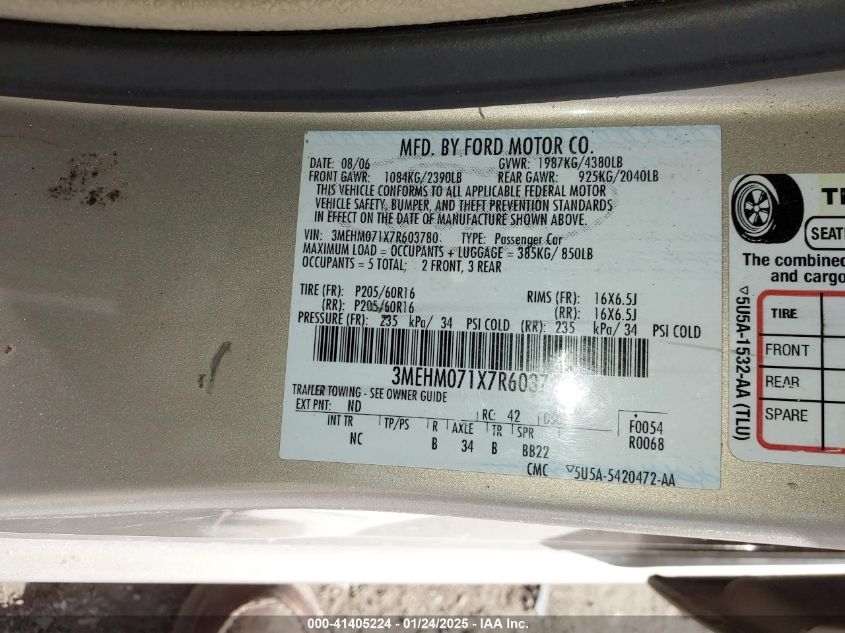 MFD. BY FORD MOTOR CO.
DATE: 08/06 GVWR: 1987KG/4380LB
FRONT GAWR: 1084KG/2390LB REAR GAWR: 925KG/2040LB
THIS VEHICLE CONFORMS TO ALL APPLICABLE FEDERAL MOTOR
VEHICLE SAFETY, BUMPER, AND THEFT PREVENTION STANDARDS
IN EFFECT ON THE DATE OF MANUFACTURE SHOWN ABOVE.
VIN: 3MEHM071X7R603780 TYPE: Passenger Car
MAXIMUM LOAD = OCCUPANTS + LUGGAGE = 385KG/ 850LB
OCCUPANTS = 5 TOTAL; 2 FRONT, 3 REAR
TIRE (FR): P205/60R16 RIMS (FR): 16X6.5J
(RR): P205/60R16 (RR): 16X6.5J
PRESSURE (FR): 235 kPa/ 34 PSI COLD (RR): 235 kPa/ 34 PSI COLD
3MEHM071X7R603
TRAILER TOWING - SEE OWNER GUIDE
EXT PNT: ND RC: 42 F0054
INT TR TP/PS R AXLE TR SPR R0068
NC B 34 B BB22
CMC ▽5U5A-5420472-AA
SEATI
The combined
and cargo
TIRE
FRONT
REAR
SPARE
▽5U5A-1532-AA (TLU)
000-41405224 - 01/24/2025 - IAA Inc.